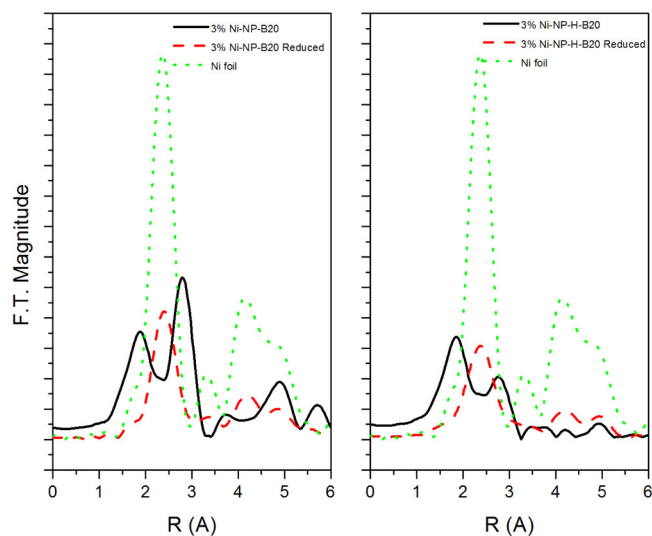 3% Ni-NP-B20
3% Ni-NP-B20 Reduced
Ni foil
3% Ni-NP-H-B20
3% Ni-NP-H-B20 Reduced
Ni foil
F.T. Magnitude
0 1 2 3 4 5 6
0 1 2 3 4 5 6
R (A)
R (A)